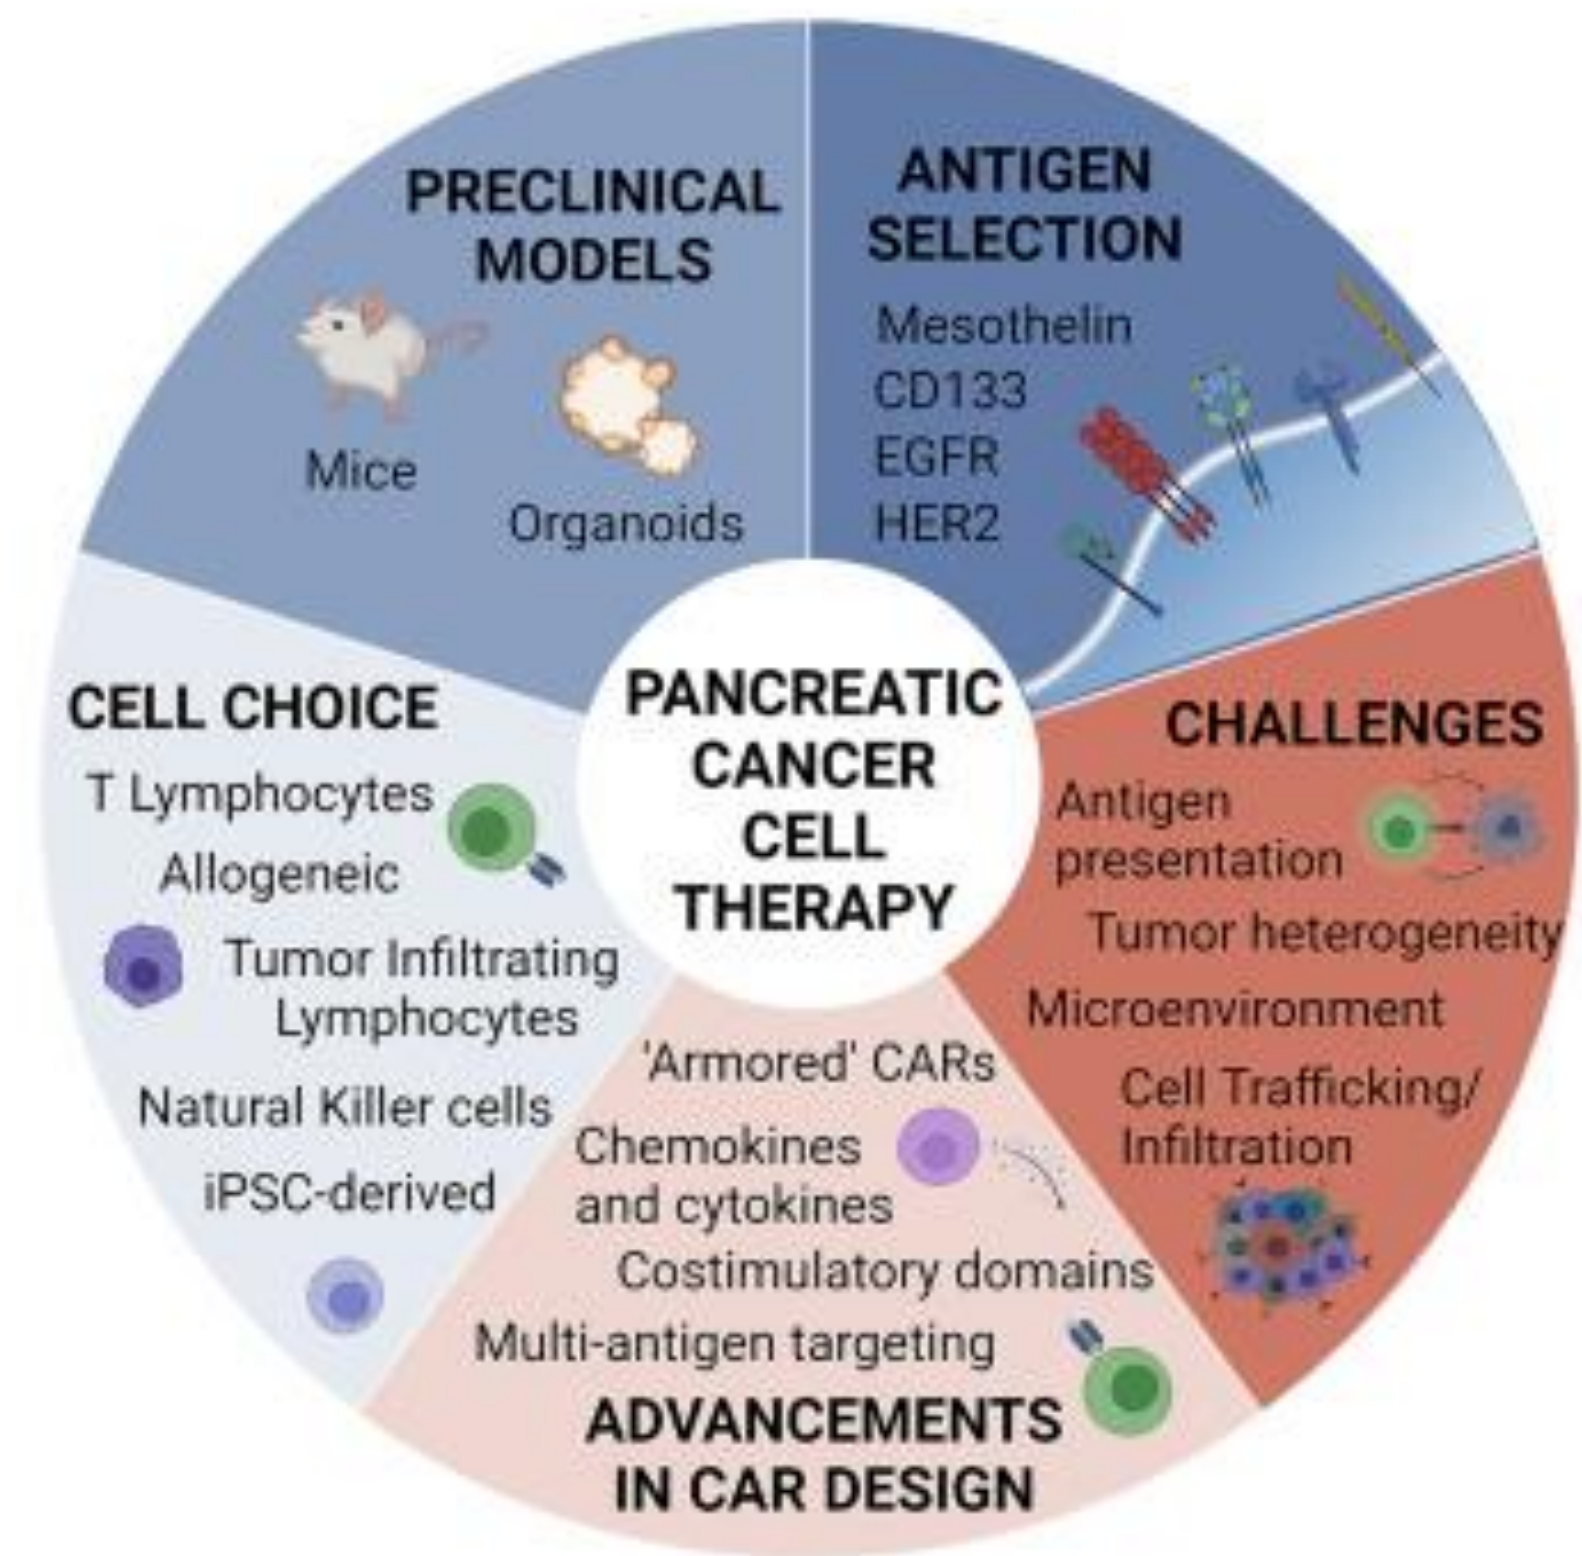 PRECLINICAL
MODELS
Mice
Organoids
ANTIGEN
SELECTION
Mesothelin
CD133
EGFR
HER2
CELL CHOICE
T Lymphocytes
Allogeneic
Tumor Infiltrating
Lymphocytes
Natural Killer cells
iPSC-derived
PANCREATIC
CANCER
CELL
THERAPY
CHALLENGES
Antigen
presentation
Tumor heterogeneity
Microenvironment
Cell Trafficking/
Infiltration
'Armored' CARs
Chemokines
and cytokines
Costimulatory domains
Multi-antigen targeting
ADVANCEMENTS
IN CAR DESIGN